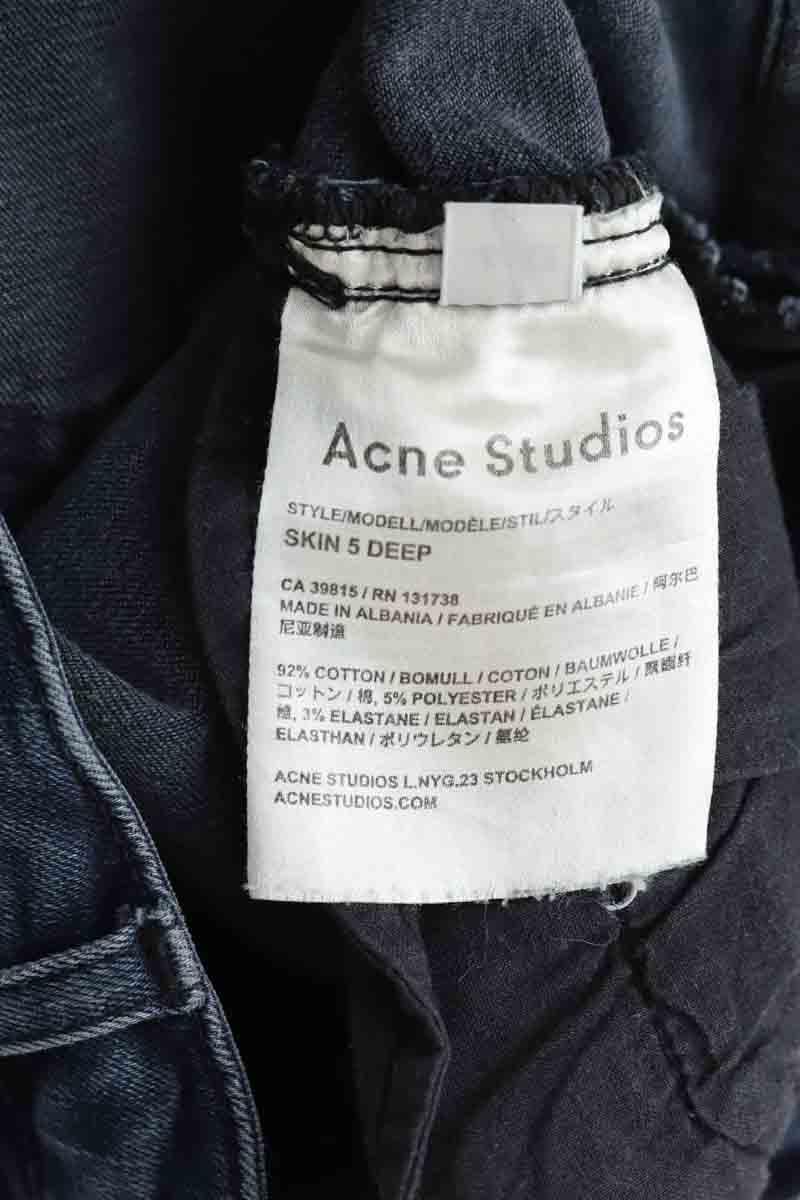 Acne Studios
STYLE/MODELL/MODÈLE/STIL/スタイル
SKIN 5 DEEP
CA 39815 / RN 131738
MADE IN ALBANIA / FABRIQUÉ EN ALBANIE / 阿尔巴
尼亚制造
92% COTTON / BOMULL / COTON / BAUMWOLLE /
コットン / 棉, 5% POLYESTER / ポリエステル / 聚酯纤
维, 3% ELASTANE / ELASTAN / ÉLASTANE /
ELASTHAN / ポリウレタン / 氨纶
ACNE STUDIOS L.NYG.23 STOCKHOLM
ACNESTUDIOS.COM